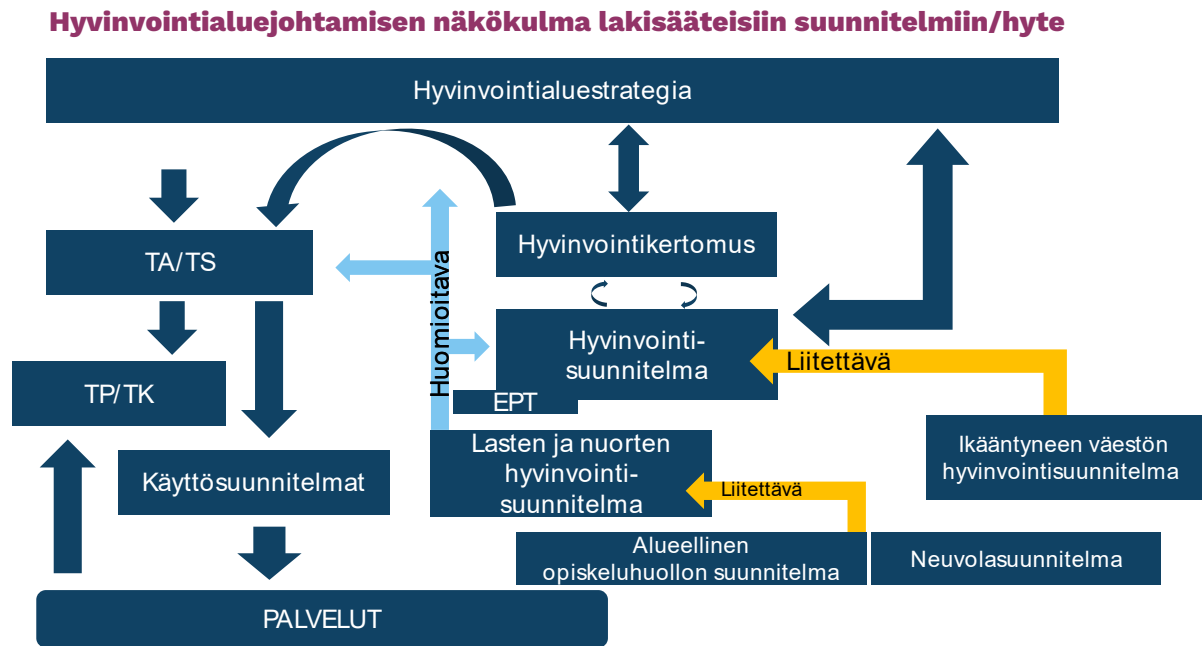 Hyvinvointialuejohtamisen näkökulma lakisääteisiin suunnitelmiin/hyte
Hyvinvointialuestrategia
TA/TS
Hyvinvointikertomus
Huomioitava
Hyvinvointi-
suunnitelma
Liitettävä
TP/TK
EPT
Käyttösuunnitelmat
Lasten ja nuorten
hyvinvointi-
suunnitelma
Liitettävä
Ikääntyneen väestön
hyvinvointisuunnitelma
Alueellinen
opiskeluhuollon suunnitelma
Neuvolasuunnitelma
PALVELUT